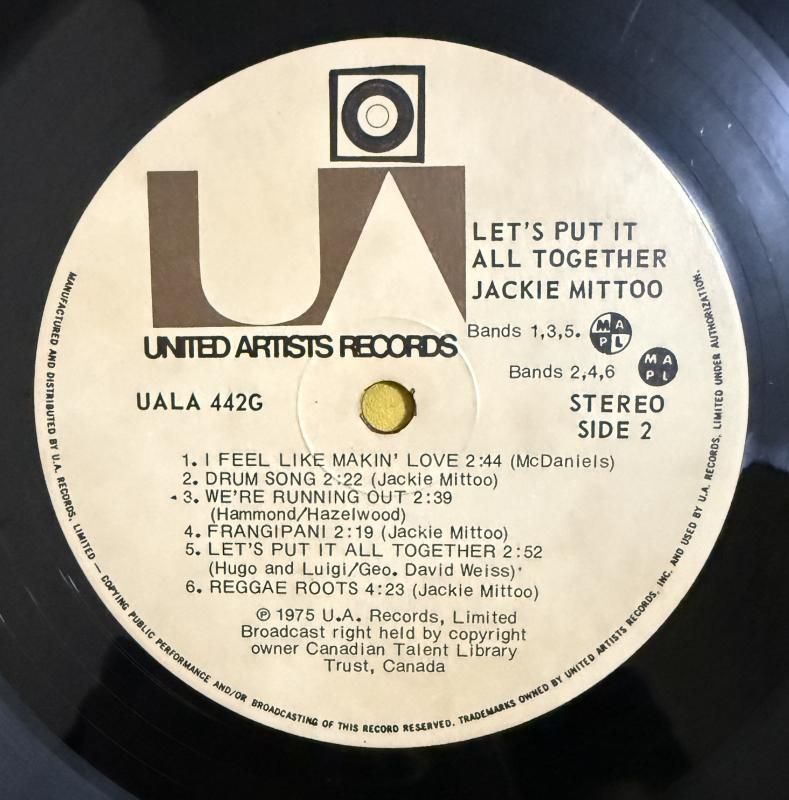 UA
UNITED ARTISTS RECORDS
LET'S PUT IT
ALL TOGETHER
JACKIE MITTOO
Bands 1,3,5. MAPL
Bands 2,4,6 MAPL
UALA 442G
STEREO
SIDE 2
1. I FEEL LIKE MAKIN' LOVE 2:44 (McDaniels)
2. DRUM SONG 2:22 (Jackie Mittoo)
3. WE'RE RUNNING OUT 2:39
(Hammond/Hazelwood)
4. FRANGIPANI 2:19 (Jackie Mittoo)
5. LET'S PUT IT ALL TOGETHER 2:52
(Hugo and Luigi/Geo. David Weiss)
6. REGGAE ROOTS 4:23 (Jackie Mittoo)
℗ 1975 U.A. Records, Limited
Broadcast right held by copyright
owner Canadian Talent Library
Trust, Canada
MANUFACTURED AND DISTRIBUTED BY U.A. RECORDS, LIMITED — COPYING PUBLIC PERFORMANCE AND/OR BROADCASTING OF THIS RECORD RESERVED. TRADEMARKS OWNED BY UNITED ARTISTS RECORDS, INC. AND USED BY U.A. RECORDS, LIMITED UNDER AUTHORIZATION.